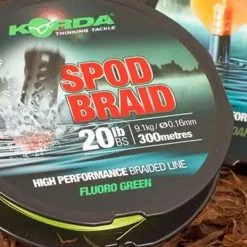 KORDA
THINKING TACKLE
SPOD
BRAID
20lb
BS
9.1kg / Ø0.16mm
300metres
HIGH PERFORMANCE BRAIDED LINE
FLUORO GREEN